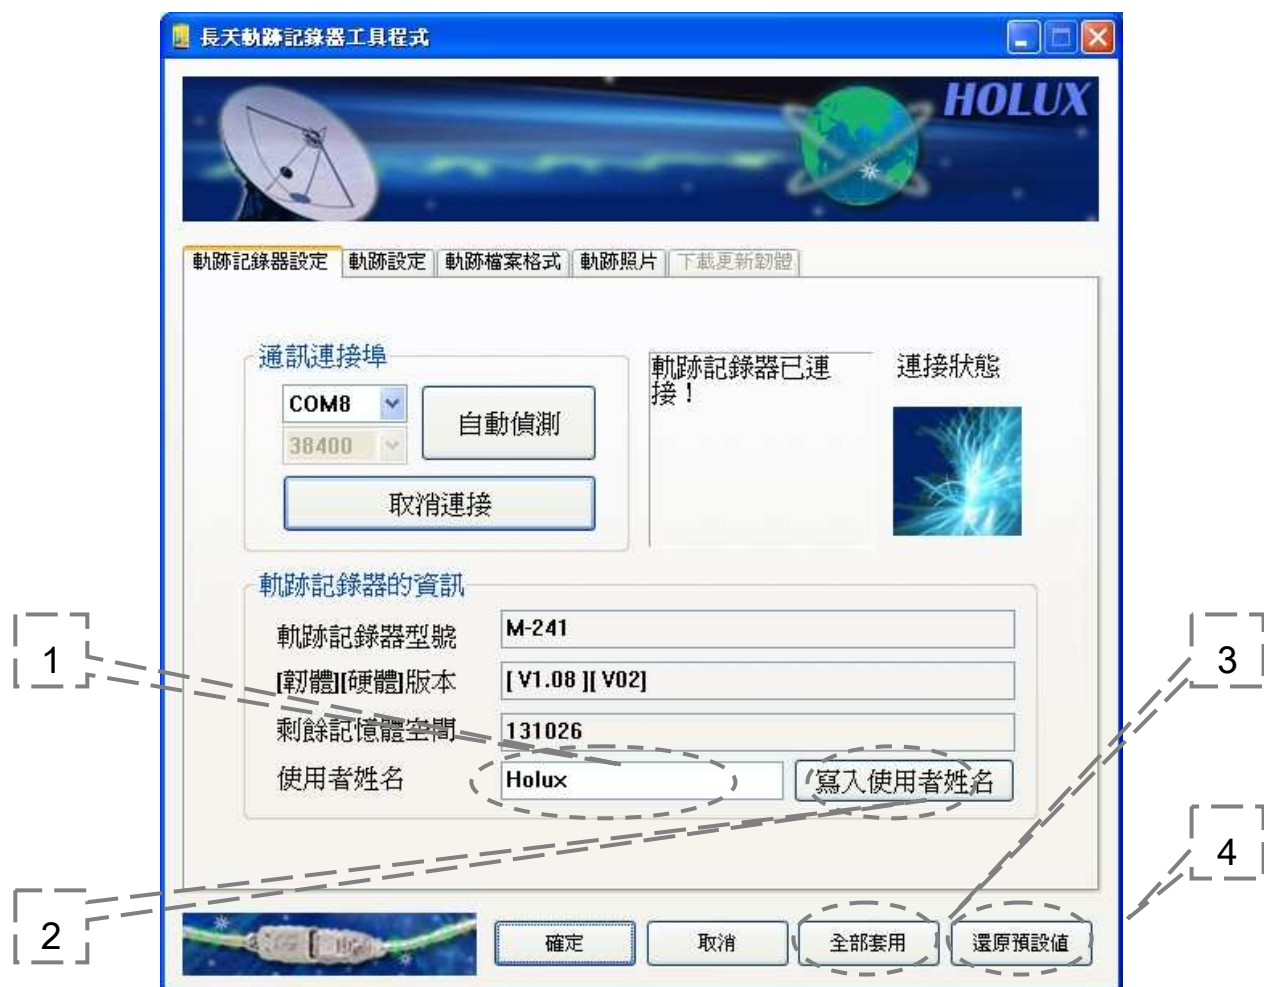 長天軌跡記錄器工具程式
HOLUX
軌跡記錄器設定 軌跡設定 軌跡檔案格式 軌跡照片 下載更新韌體
通訊連接埠
COM8
38400
自動偵測
取消連接
軌跡記錄器已連
接！
連接狀態
軌跡記錄器的資訊
軌跡記錄器型號 M-241
[韌體][硬體]版本 [ V1.08 ][ V02]
剩餘記憶體空間 131026
使用者姓名 Holux 寫入使用者姓名
確定 取消 全部套用 還原預設值
1
2
3
4